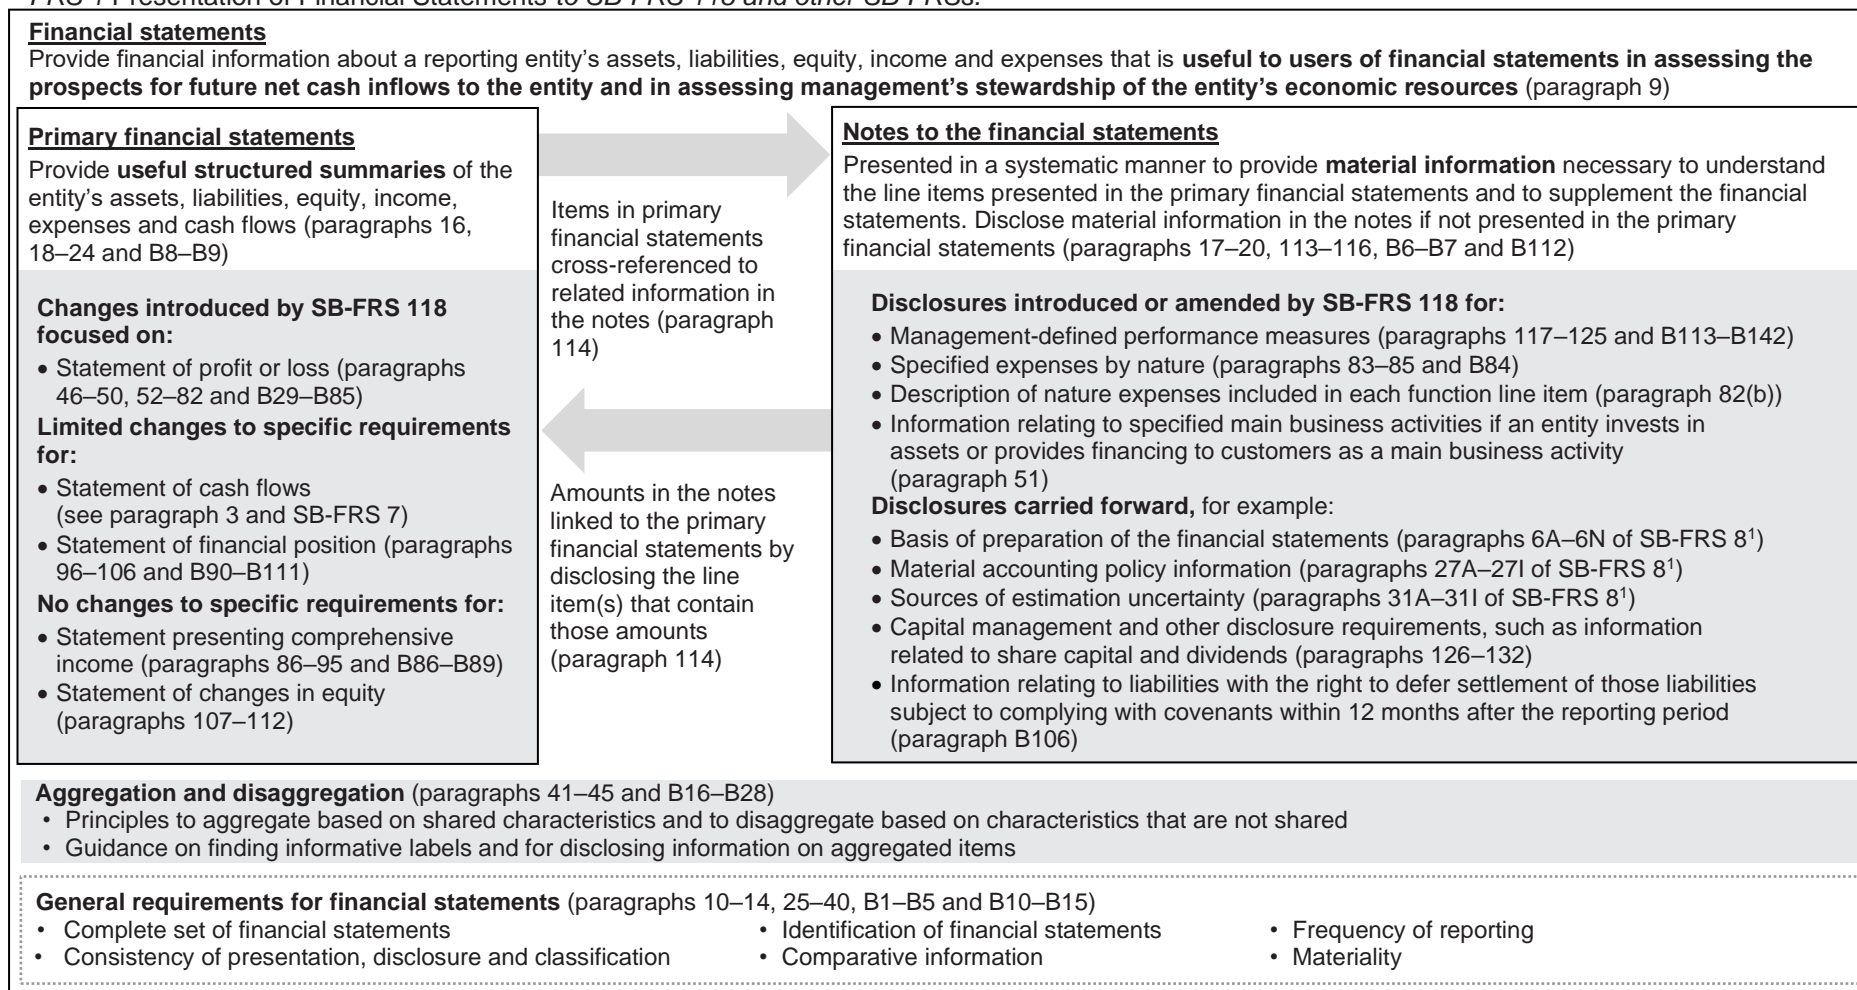 FRS 1 Presentation of Financial Statements to SB-FRS 118 and other SB-FRSs.
Financial statements
Provide financial information about a reporting entity's assets, liabilities, equity, income and expenses that is useful to users of financial statements in assessing the
prospects for future net cash inflows to the entity and in assessing management's stewardship of the entity's economic resources (paragraph 9)
Primary financial statements
Provide useful structured summaries of the
entity's assets, liabilities, equity, income,
expenses and cash flows (paragraphs 16,
18–24 and B8–B9)
Changes introduced by SB-FRS 118
focused on:
• Statement of profit or loss (paragraphs
46–50, 52–82 and B29–B85)
Limited changes to specific requirements
for:
• Statement of cash flows
(see paragraph 3 and SB-FRS 7)
• Statement of financial position (paragraphs
96–106 and B90–B111)
No changes to specific requirements for:
• Statement presenting comprehensive
income (paragraphs 86–95 and B86–B89)
• Statement of changes in equity
(paragraphs 107–112)
Items in primary
financial statements
cross-referenced to
related information in
the notes (paragraph
114)
Amounts in the notes
linked to the primary
financial statements by
disclosing the line
item(s) that contain
those amounts
(paragraph 114)
Notes to the financial statements
Presented in a systematic manner to provide material information necessary to understand
the line items presented in the primary financial statements and to supplement the financial
statements. Disclose material information in the notes if not presented in the primary
financial statements (paragraphs 17–20, 113–116, B6–B7 and B112)
Disclosures introduced or amended by SB-FRS 118 for:
• Management-defined performance measures (paragraphs 117–125 and B113–B142)
• Specified expenses by nature (paragraphs 83–85 and B84)
• Description of nature expenses included in each function line item (paragraph 82(b))
• Information relating to specified main business activities if an entity invests in
assets or provides financing to customers as a main business activity
(paragraph 51)
Disclosures carried forward, for example:
• Basis of preparation of the financial statements (paragraphs 6A–6N of SB-FRS 8¹)
• Material accounting policy information (paragraphs 27A–27I of SB-FRS 8¹)
• Sources of estimation uncertainty (paragraphs 31A–31I of SB-FRS 8¹)
• Capital management and other disclosure requirements, such as information
related to share capital and dividends (paragraphs 126–132)
• Information relating to liabilities with the right to defer settlement of those liabilities
subject to complying with covenants within 12 months after the reporting period
(paragraph B106)
Aggregation and disaggregation (paragraphs 41–45 and B16–B28)
• Principles to aggregate based on shared characteristics and to disaggregate based on characteristics that are not shared
• Guidance on finding informative labels and for disclosing information on aggregated items
General requirements for financial statements (paragraphs 10–14, 25–40, B1–B5 and B10–B15)
• Complete set of financial statements
• Consistency of presentation, disclosure and classification
• Identification of financial statements
• Comparative information
• Frequency of reporting
• Materiality